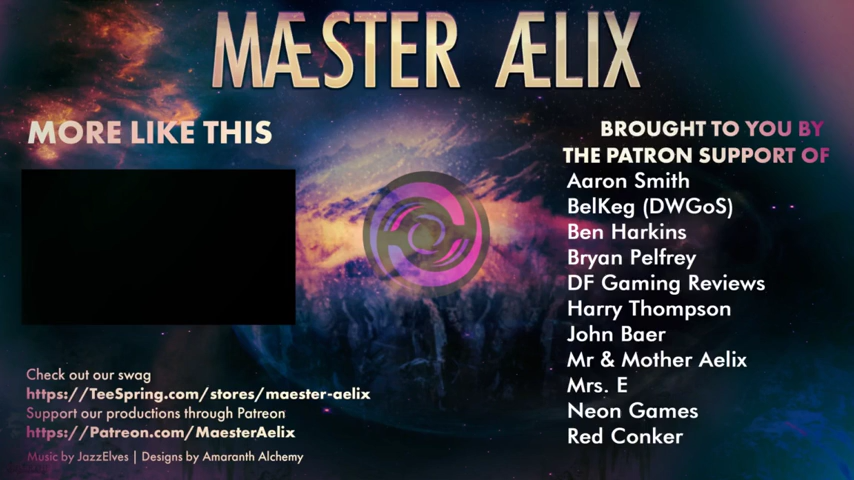 MÆSTER ÆLIX
MORE LIKE THIS
Check out our swag
https://TeeSpring.com/stores/maester-aelix
Support our productions through Patreon
https://Patreon.com/MaesterAelix
Music by JazzElves | Designs by Amaranth Alchemy
BROUGHT TO YOU BY
THE PATRON SUPPORT OF
Aaron Smith
BelKeg (DWGoS)
Ben Harkins
Bryan Pelfrey
DF Gaming Reviews
Harry Thompson
John Baer
Mr & Mother Aelix
Mrs. E
Neon Games
Red Conker